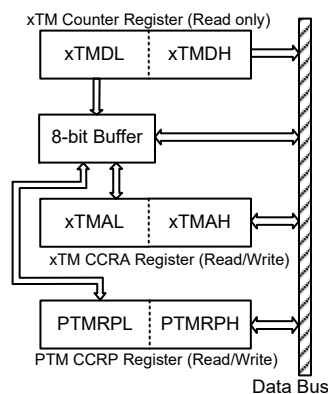 xTM Counter Register (Read only)
xTMDL xTMDH
8-bit Buffer
xTMAL xTMAH
xTM CCRA Register (Read/Write)
PTMRPL PTMRPH
PTM CCRP Register (Read/Write)
Data Bus